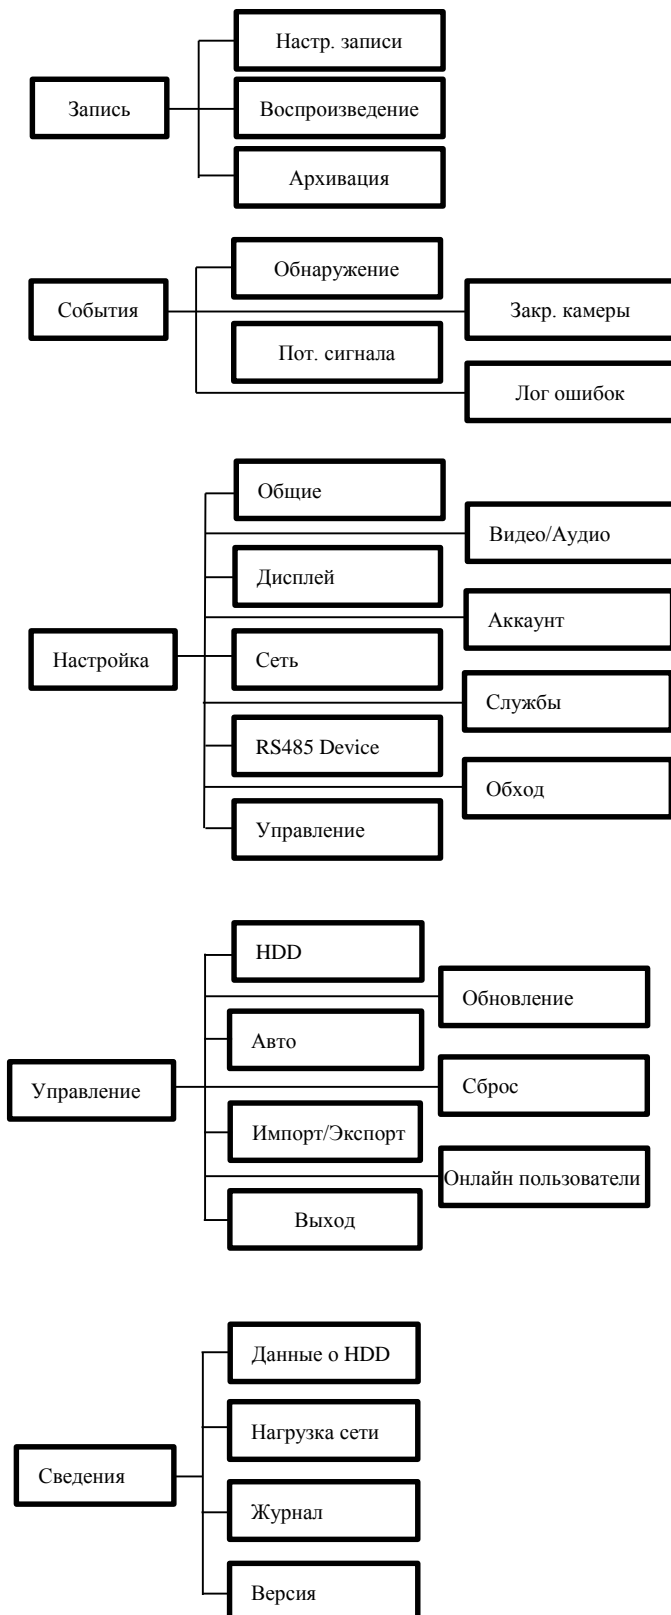 Настр. записи
Запись
Воспроизведение
Архивация
Обнаружение
События
Закр. камеры
Пот. сигнала
Лог ошибок
Общие
Видео/Аудио
Дисплей
Аккаунт
Настройка
Сеть
Службы
RS485 Device
Обход
Управление
HDD
Обновление
Авто
Управление
Сброс
Импорт/Экспорт
Онлайн пользователи
Выход
Данные о HDD
Нагрузка сети
Сведения
Журнал
Версия